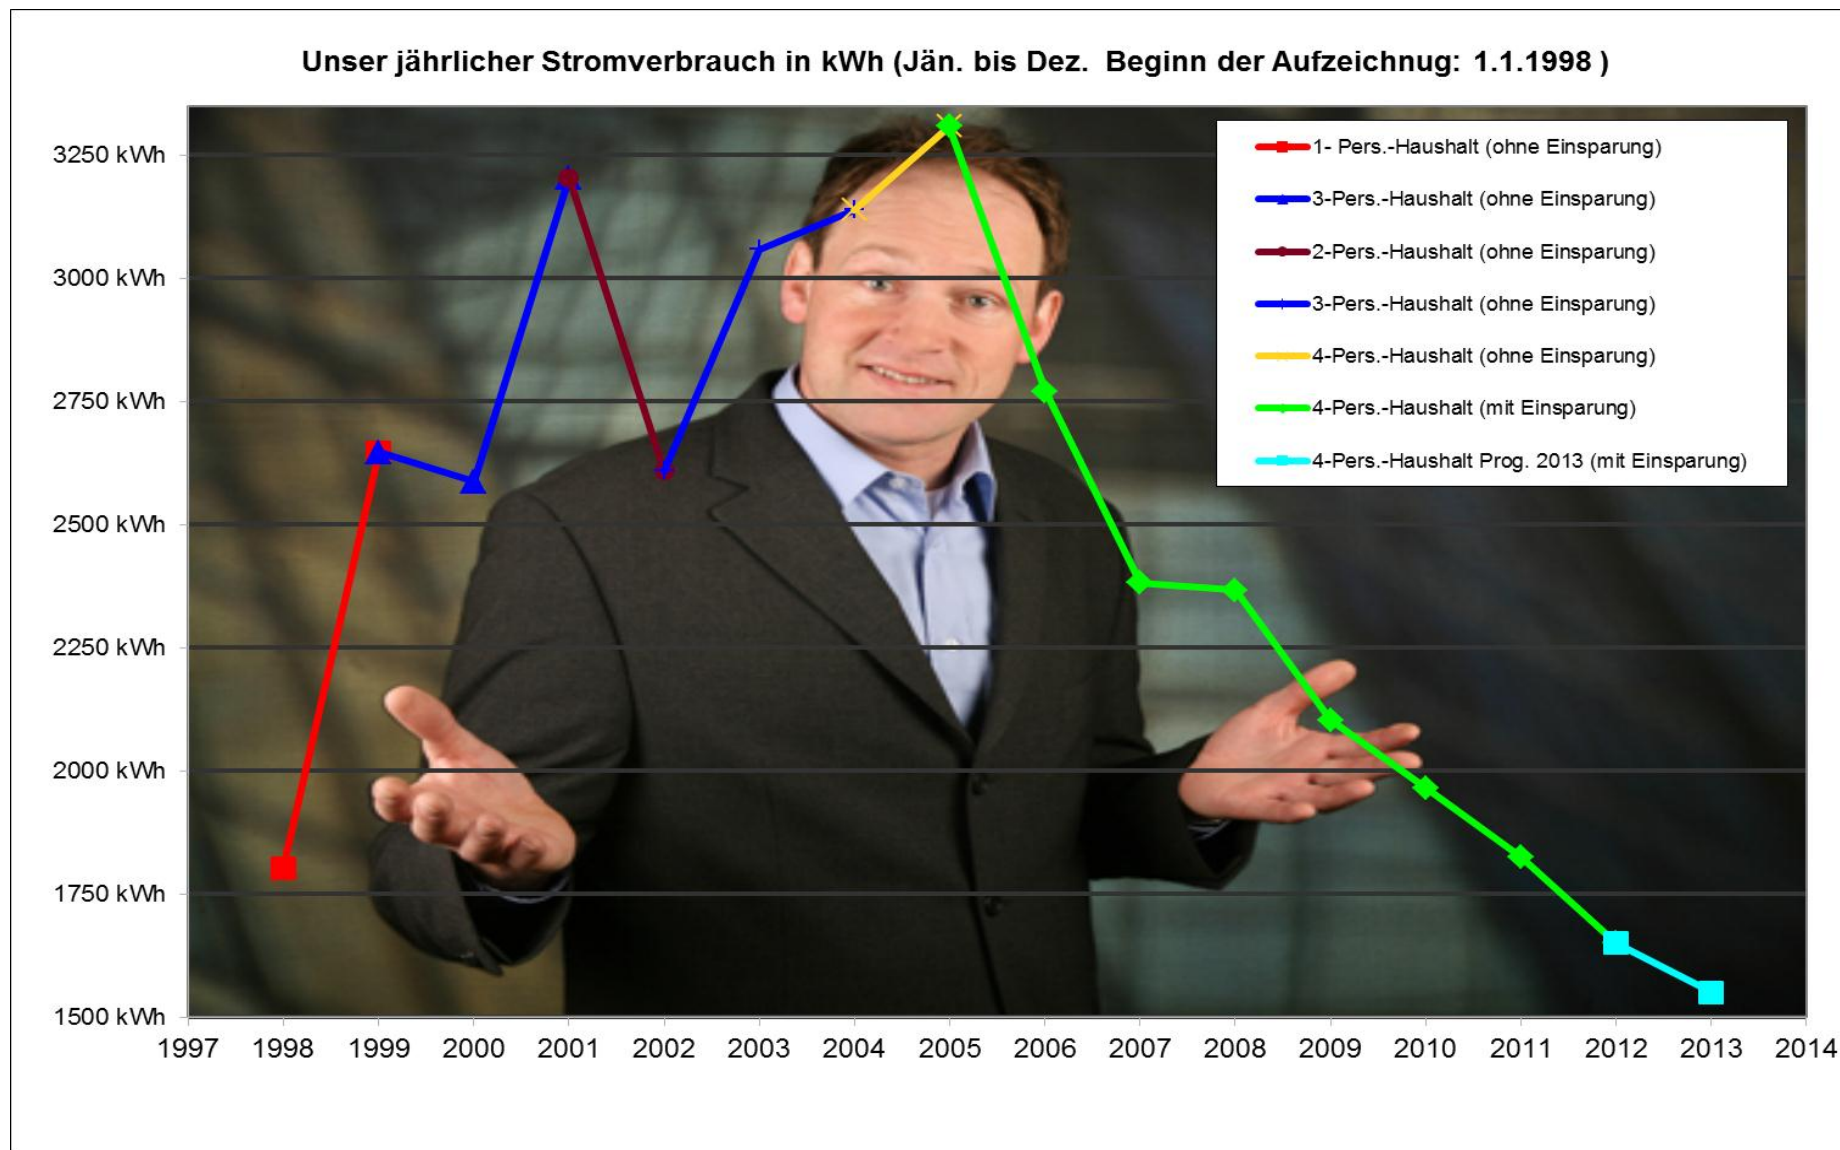 Unser jährlicher Stromverbrauch in kWh (Jän. bis Dez.  Beginn der Aufzeichnug: 1.1.1998 )
1- Pers.-Haushalt (ohne Einsparung)
3-Pers.-Haushalt (ohne Einsparung)
2-Pers.-Haushalt (ohne Einsparung)
3-Pers.-Haushalt (ohne Einsparung)
4-Pers.-Haushalt (ohne Einsparung)
4-Pers.-Haushalt (mit Einsparung)
4-Pers.-Haushalt Prog. 2013 (mit Einsparung)
3250 kWh
3000 kWh
2750 kWh
2500 kWh
2250 kWh
2000 kWh
1750 kWh
1500 kWh
1997 1998 1999 2000 2001 2002 2003 2004 2005 2006 2007 2008 2009 2010 2011 2012 2013 2014